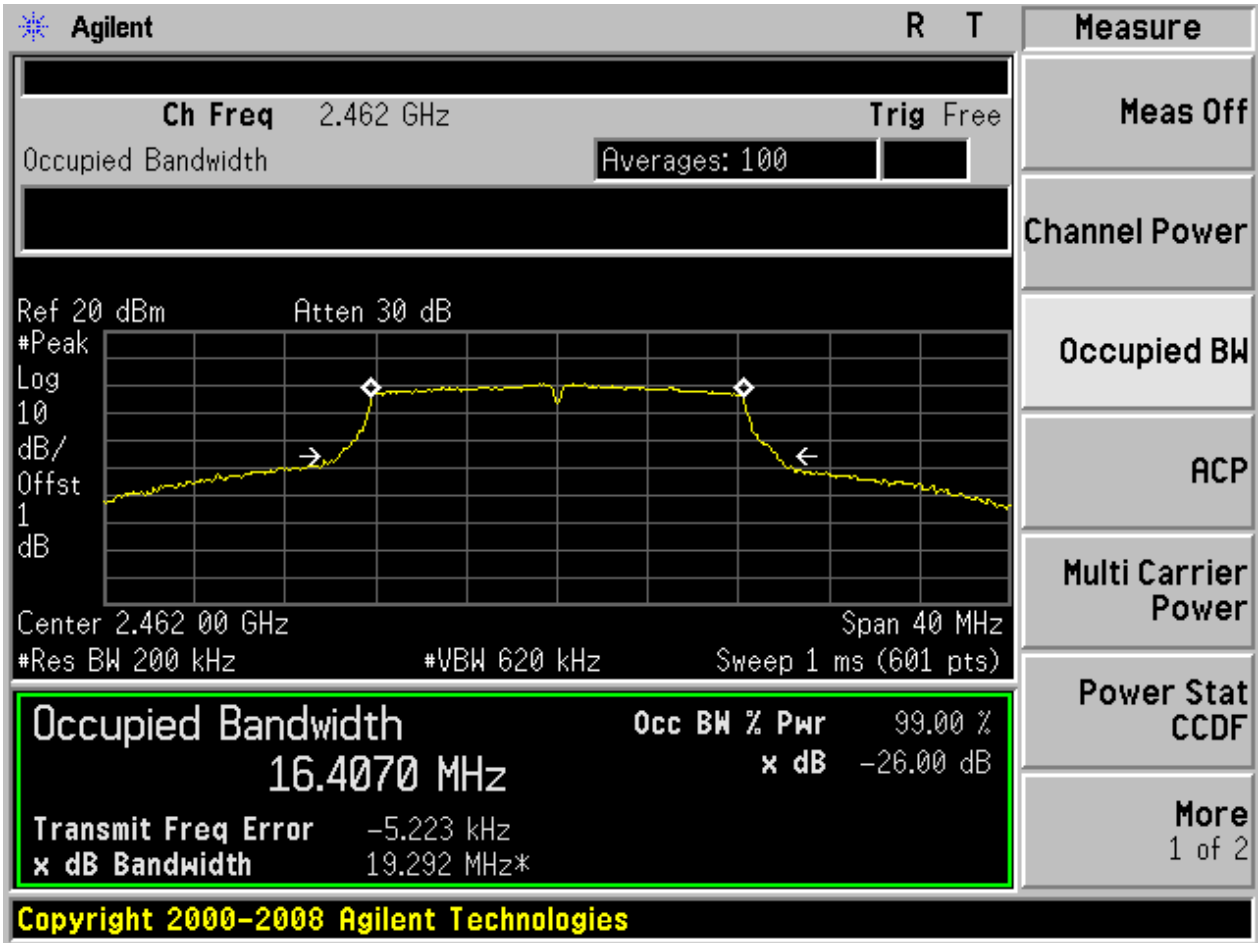 Agilent R T Measure
Ch Freq 2.462 GHz Trig Free
Meas Off
Occupied Bandwidth Averages: 100
Channel Power
Ref 20 dBm Atten 30 dB
#Peak
Log
10
dB/
Offst
1
dB
Occupied BW
ACP
Center 2.462 00 GHz Span 40 MHz
#Res BW 200 kHz #VBW 620 kHz Sweep 1 ms (601 pts)
Multi Carrier
Power
Occupied Bandwidth
16.4070 MHz
Occ BW % Pwr 99.00 %
x dB -26.00 dB
Transmit Freq Error -5.223 kHz
x dB Bandwidth 19.292 MHz*
Power Stat
CCDF
More
1 of 2
Copyright 2000-2008 Agilent Technologies